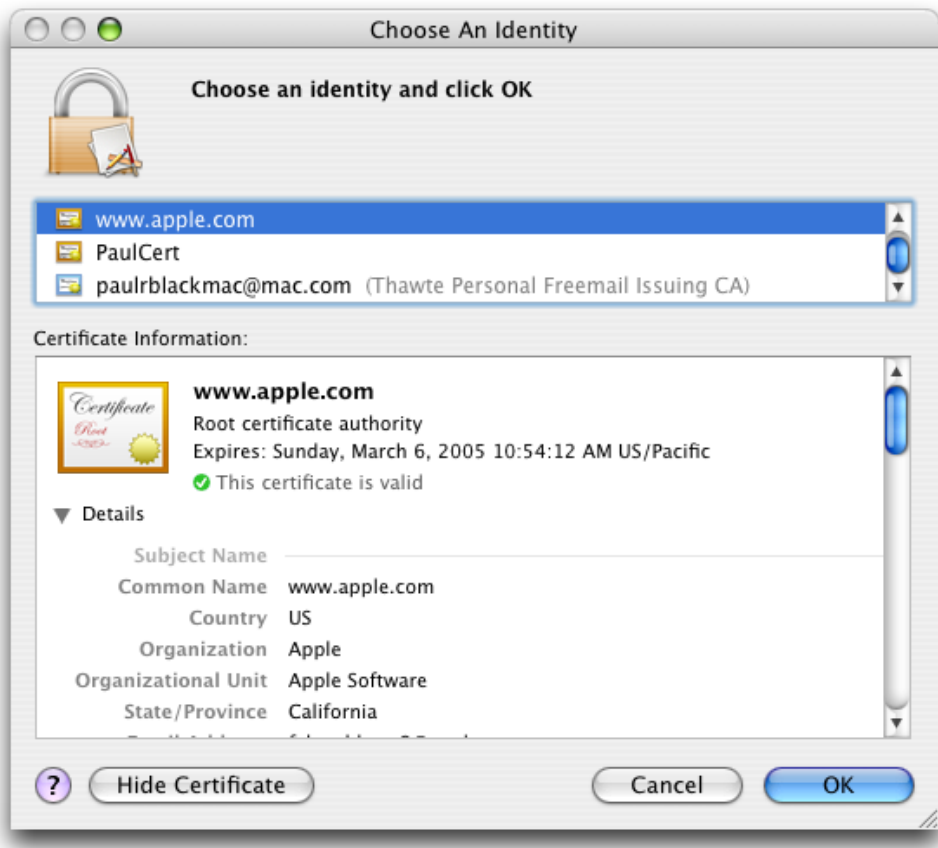 Choose An Identity
Choose an identity and click OK
www.apple.com
PaulCert
paulrblackmac@mac.com (Thawte Personal Freemail Issuing CA)
Certificate Information:
Certificate
Root
www.apple.com
Root certificate authority
Expires: Sunday, March 6, 2005 10:54:12 AM US/Pacific
This certificate is valid
Details
Subject Name
Common Name www.apple.com
Country US
Organization Apple
Organizational Unit Apple Software
State/Province California
? Hide Certificate Cancel OK